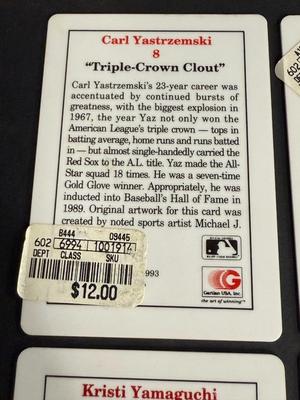 Carl Yastrzemski
8
“Triple-Crown Clout”
Carl Yastrzemski's 23-year career was
accentuated by continued bursts of
greatness, with the biggest explosion in
1967, the year Yaz not only won the
American League's triple crown — tops in
batting average, home runs and runs batted
in — but almost single-handedly carried the
Red Sox to the A.L. title. Yaz made the All-
Star squad 18 times. He was a seven-time
Gold Glove winner. Appropriately, he was
inducted into Baseball's Hall of Fame in
1989. Original artwork for this card was
created by noted sports artist Michael J.
B444 09445
602 6994 1001917
DEPT CLASS SKU
$12.00
1993
G
Gartlan USA, Inc.
the art of winning™
602
Kristi Yamaguchi